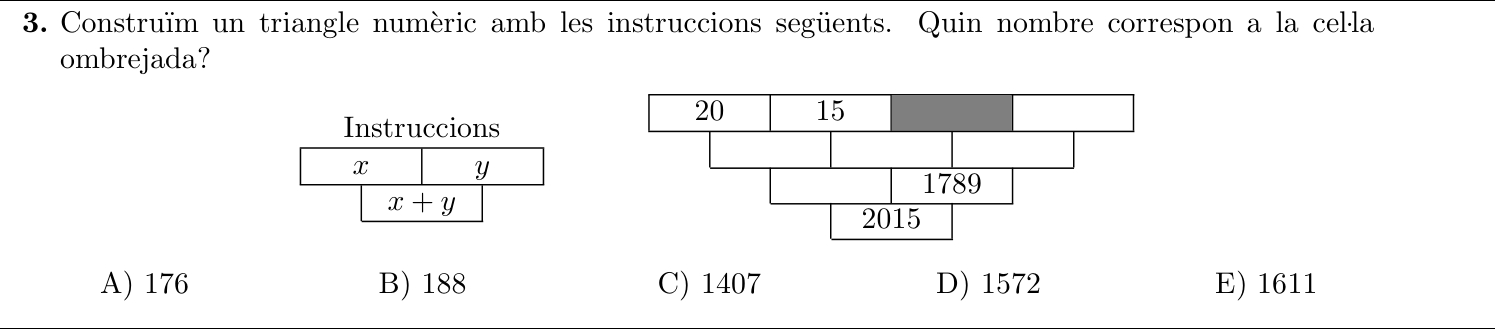 3. Construïm un triangle numèric amb les instruccions següents. Quin nombre correspon a la cel·la
ombrejada?
Instruccions
x y
x + y
20 15
1789
2015
A) 176 B) 188 C) 1407 D) 1572 E) 1611